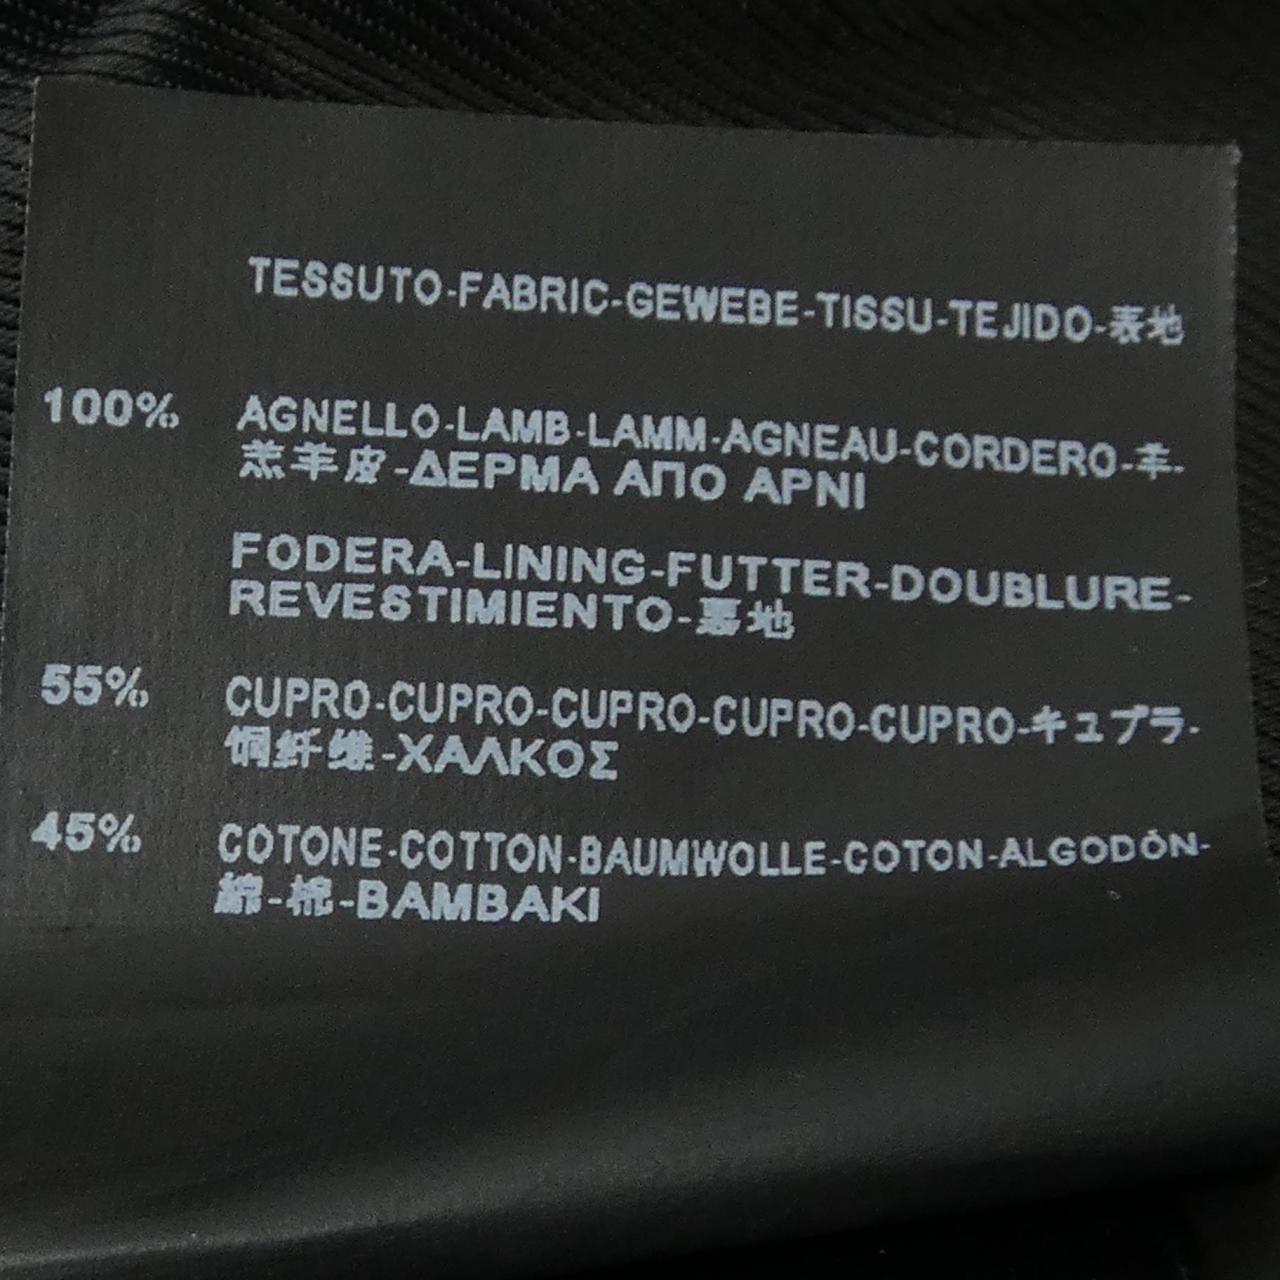 TESSUTO-FABRIC-GEWEBE-TISSU-TEJIDO-表地
100% AGNELLO-LAMB-LAMM-AGNEAU-CORDERO-羊-
羔羊皮-ΔΕΡΜΑ ΑΠΟ ΑΡΝΙ
FODERA-LINING-FUTTER-DOUBLURE-
REVESTIMIENTO-裏地
55% CUPRO-CUPRO-CUPRO-CUPRO-CUPRO-キュプラ-
铜纤维-ΧΑΛΚΟΣ
45% COTONE-COTTON-BAUMWOLLE-COTON-ALGODÓN-
綿-棉-BAMBAKI